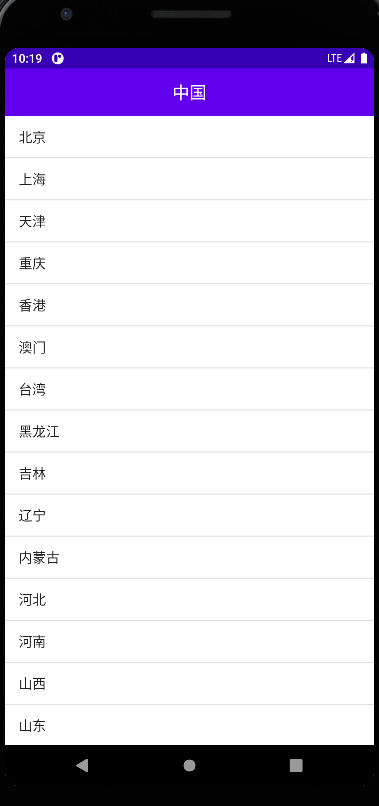 10:19 LTE
中国
北京
上海
天津
重庆
香港
澳门
台湾
黑龙江
吉林
辽宁
内蒙古
河北
河南
山西
山东